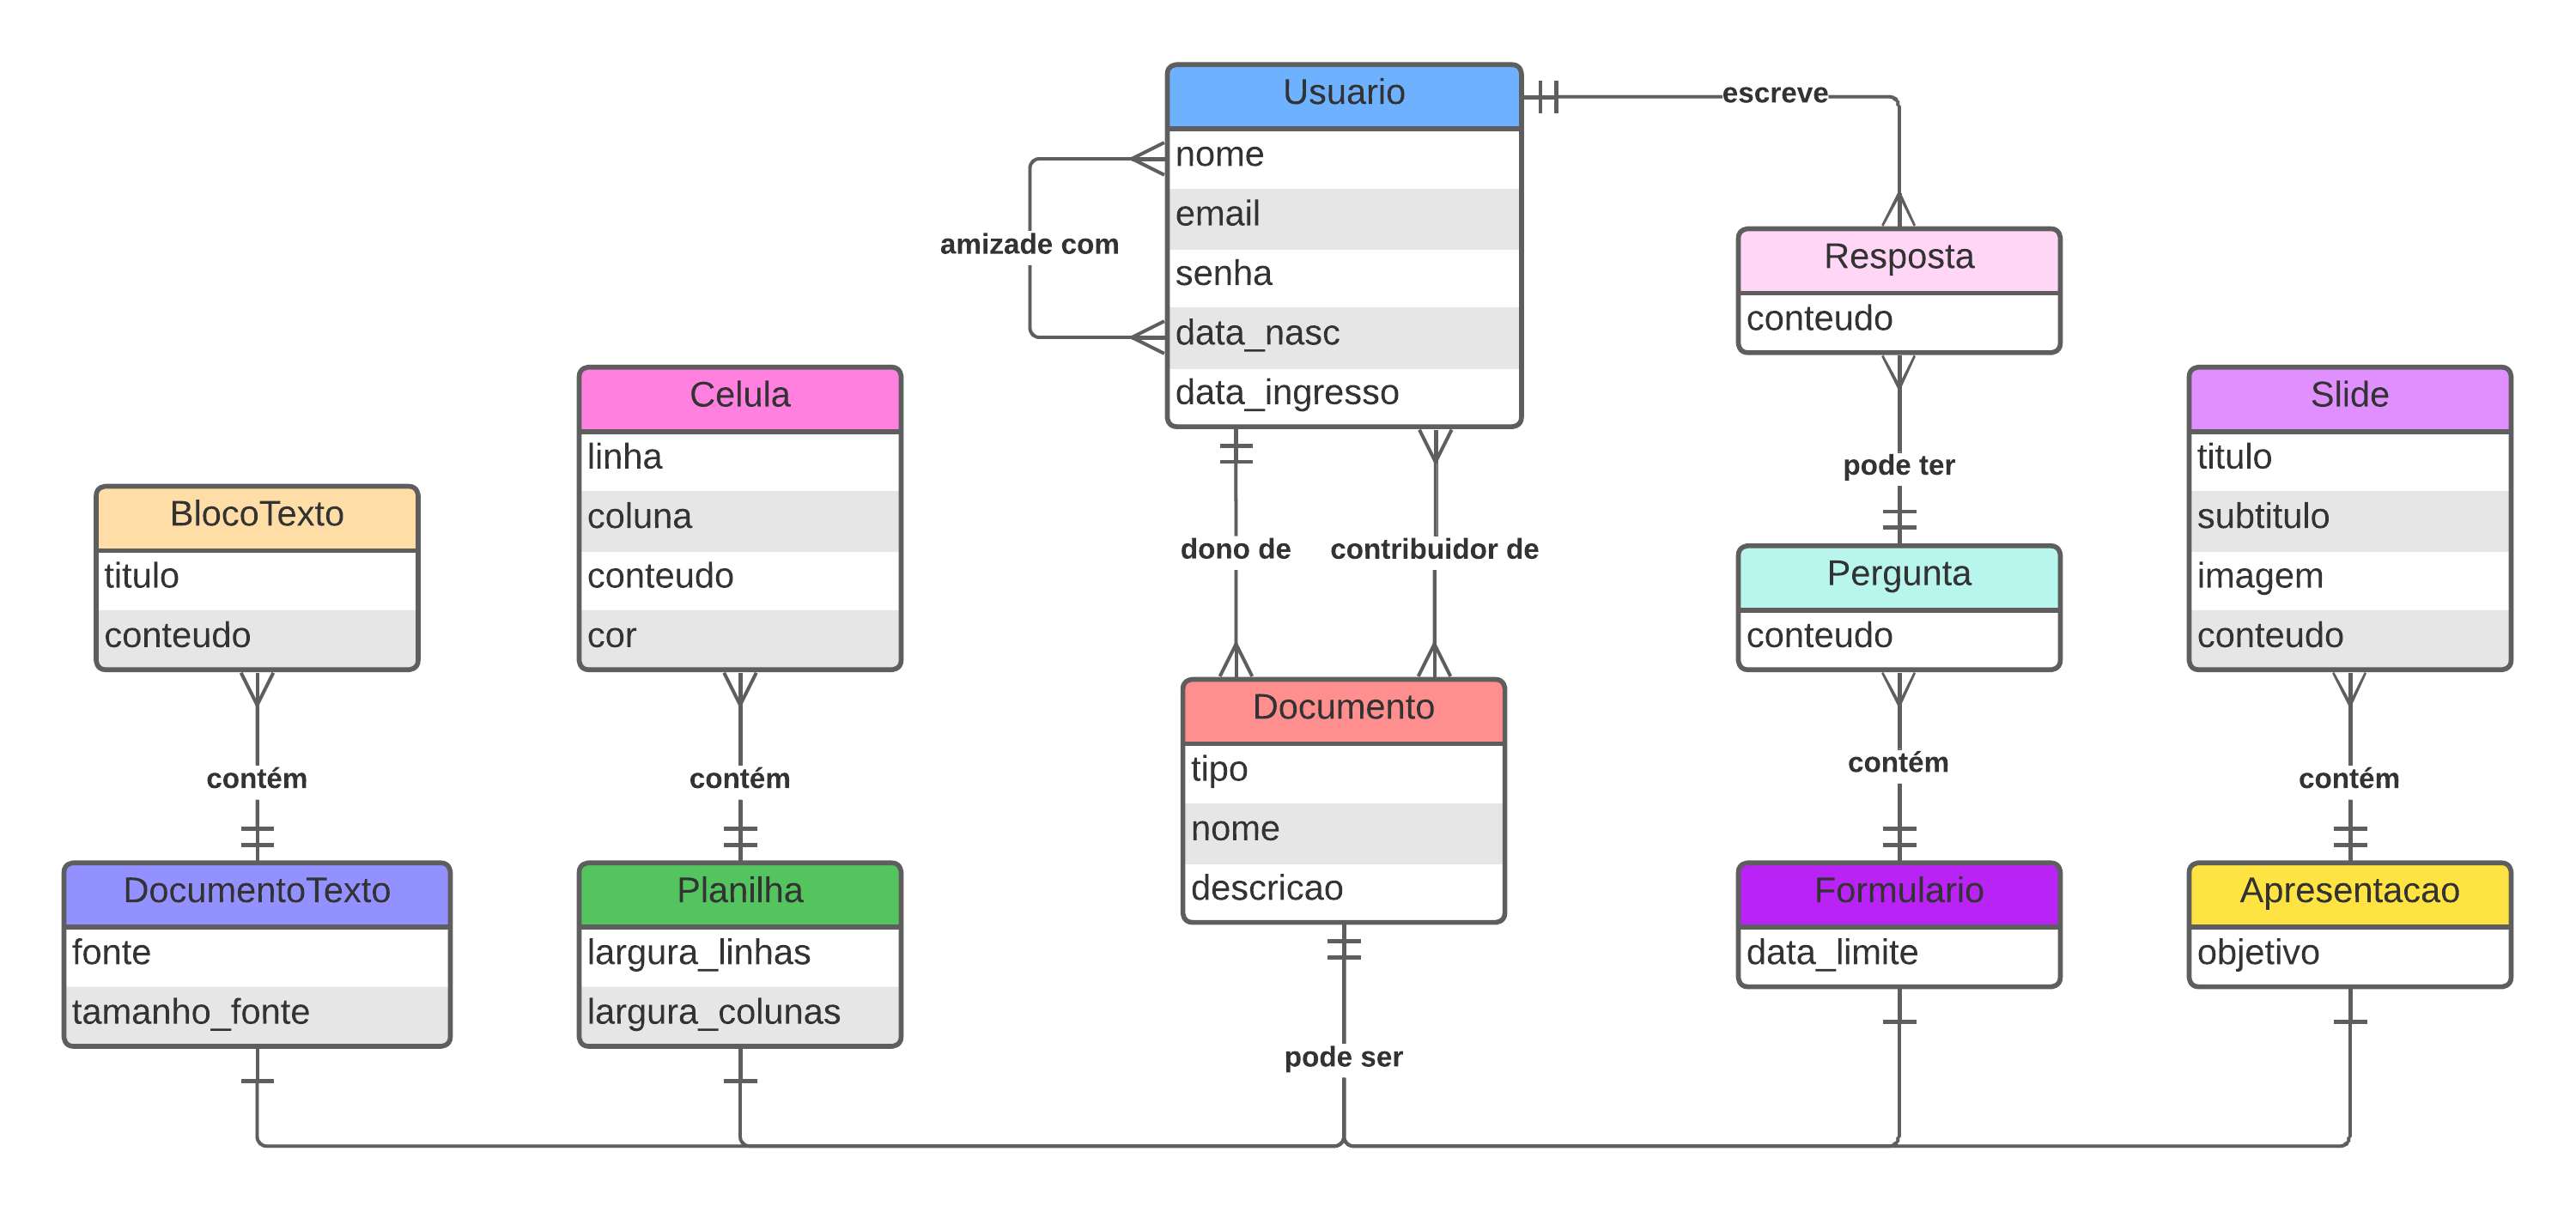 Usuario
nome
email
senha
data_nasc
data_ingresso
escreve
amizade com
Resposta
conteudo
Celula
linha
coluna
conteudo
cor
Slide
titulo
subtitulo
imagem
conteudo
pode ter
BlocoTexto
titulo
conteudo
dono de
contribuidor de
Pergunta
conteudo
Documento
tipo
nome
descricao
contém
contém
contém
contém
DocumentoTexto
fonte
tamanho_fonte
Planilha
largura_linhas
largura_colunas
Formulario
data_limite
Apresentacao
objetivo
pode ser